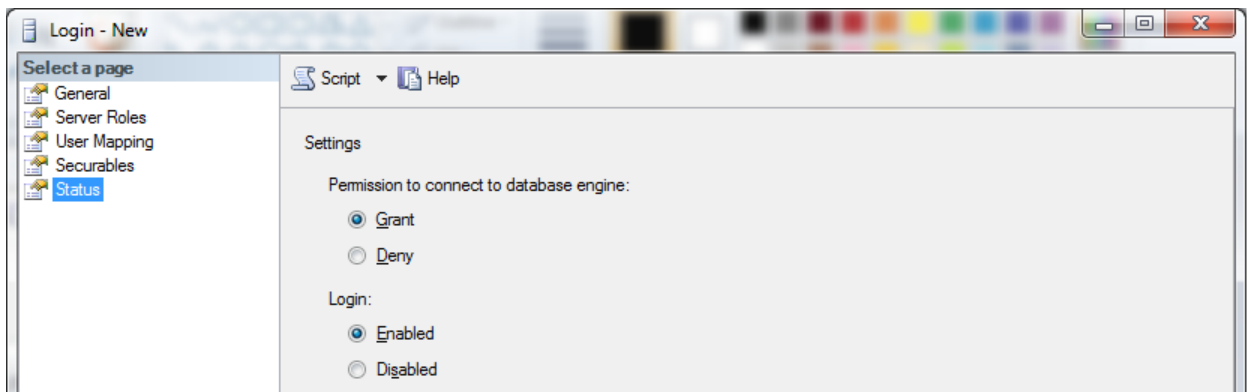 Login - New
Select a page
General
Server Roles
User Mapping
Securables
Status
Script
Help
Settings
Permission to connect to database engine:
Grant
Deny
Login:
Enabled
Disabled